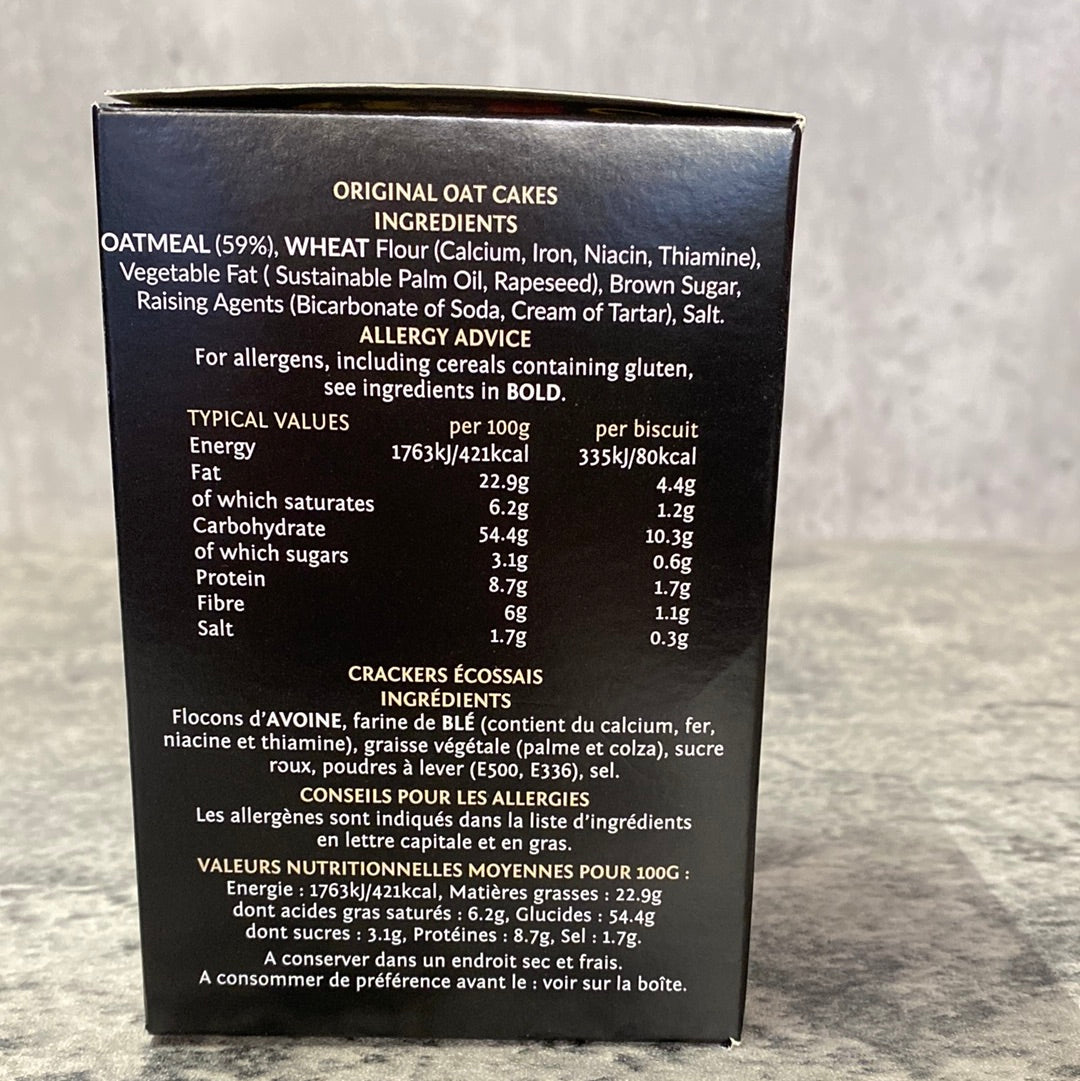 ORIGINAL OAT CAKES
INGREDIENTS
OATMEAL (59%), WHEAT Flour (Calcium, Iron, Niacin, Thiamine),
Vegetable Fat ( Sustainable Palm Oil, Rapeseed), Brown Sugar,
Raising Agents (Bicarbonate of Soda, Cream of Tartar), Salt.
ALLERGY ADVICE
For allergens, including cereals containing gluten,
see ingredients in BOLD.
TYPICAL VALUES per 100g per biscuit
Energy 1763kJ/421kcal 335kJ/80kcal
Fat 22.9g 4.4g
of which saturates 6.2g 1.2g
Carbohydrate 54.4g 10.3g
of which sugars 3.1g 0.6g
Protein 8.7g 1.7g
Fibre 6g 1.1g
Salt 1.7g 0.3g
CRACKERS ÉCOSSAIS
INGRÉDIENTS
Flocons d'AVOINE, farine de BLÉ (contient du calcium, fer,
niacine et thiamine), graisse végétale (palme et colza), sucre
roux, poudres à lever (E500, E336), sel.
CONSEILS POUR LES ALLERGIES
Les allergènes sont indiqués dans la liste d'ingrédients
en lettre capitale et en gras.
VALEURS NUTRITIONNELLES MOYENNES POUR 100G :
Energie : 1763kJ/421kcal, Matières grasses : 22.9g
dont acides gras saturés : 6.2g, Glucides : 54.4g
dont sucres : 3.1g, Protéines : 8.7g, Sel : 1.7g.
A conserver dans un endroit sec et frais.
A consommer de préférence avant le : voir sur la boîte.